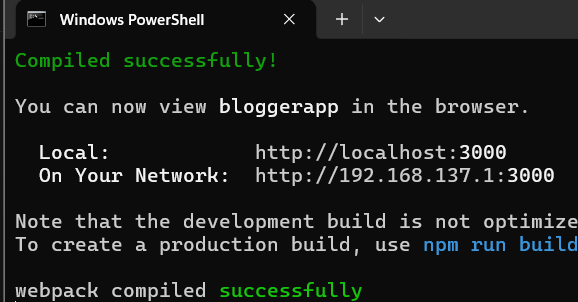 Windows PowerShell
Compiled successfully!
You can now view bloggerapp in the browser.
Local: http://localhost:3000
On Your Network: http://192.168.137.1:3000
Note that the development build is not optimize
To create a production build, use npm run build
webpack compiled successfully